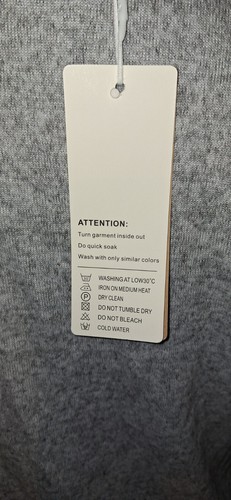 ATTENTION:
Turn garment inside out
Do quick soak
Wash with only similar colors
WASHING AT LOW30°C
IRON ON MEDIUM HEAT
P DRY CLEAN
DO NOT TUMBLE DRY
DO NOT BLEACH
COLD WATER